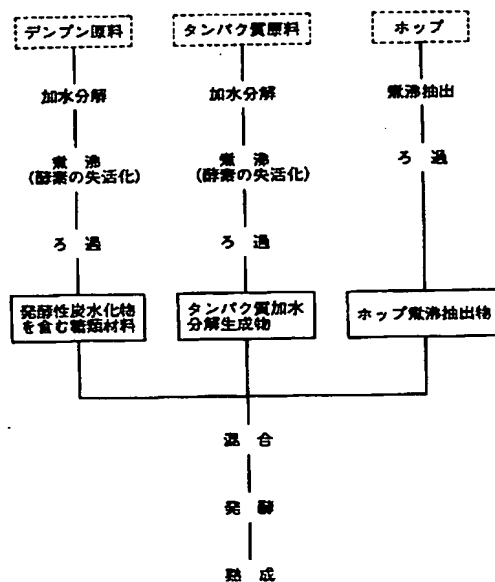 デンプン原料
タンパク質原料
ホップ
加水分解
加水分解
煮沸抽出
煮 沸
(酵素の失活化)
煮 沸
(酵素の失活化)
ろ 過
ろ 過
ろ 過
発酵性炭水化物
を含む糖類材料
タンパク質加水
分解生成物
ホップ煮沸抽出物
混 合
発 酵
熟 成